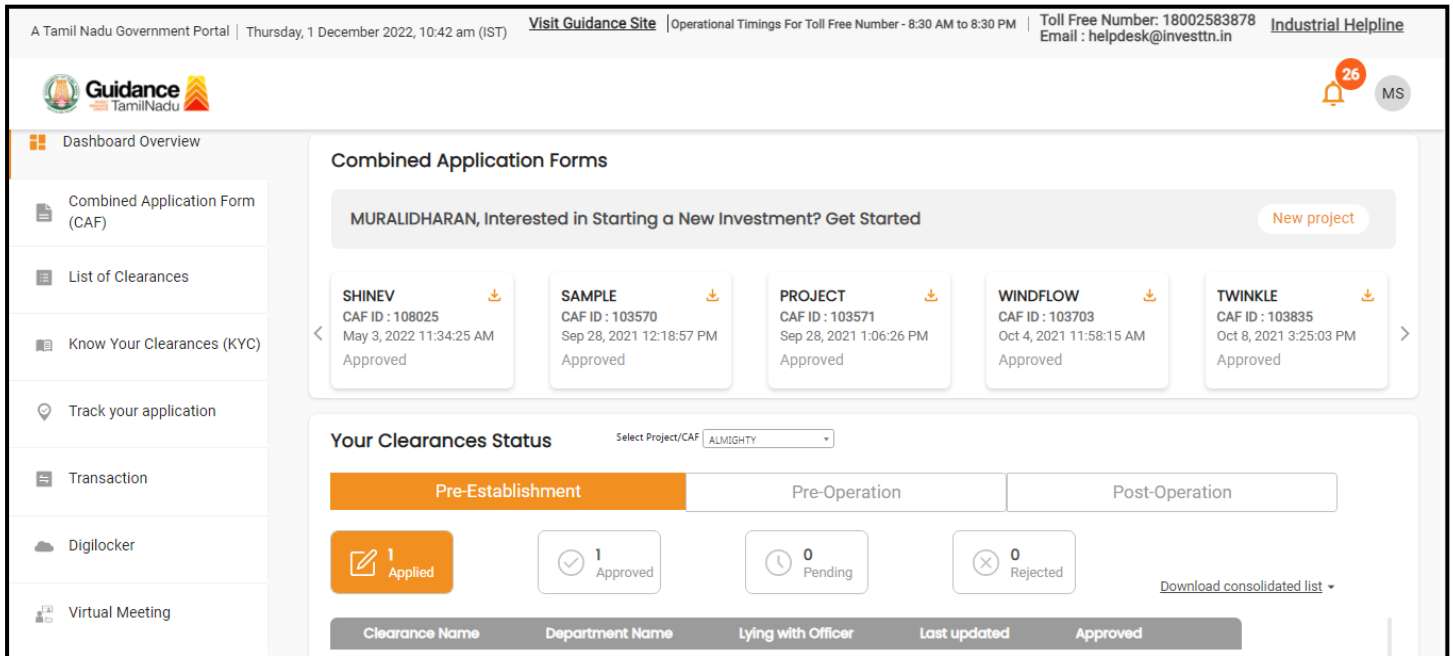 A Tamil Nadu Government Portal | Thursday, 1 December 2022, 10:42 am (IST) Visit Guidance Site | Operational Timings For Toll Free Number - 8:30 AM to 8:30 PM | Toll Free Number: 18002583878 Industrial Helpline
Email : helpdesk@investtn.in
Guidance
TamilNadu
26
MS
Dashboard Overview
Combined Application Form
(CAF)
List of Clearances
Know Your Clearances (KYC)
Track your application
Transaction
Digilocker
Virtual Meeting
Combined Application Forms
MURALIDHARAN, Interested in Starting a New Investment? Get Started New project
SHINEV
CAF ID : 108025
May 3, 2022 11:34:25 AM
Approved
SAMPLE
CAF ID : 103570
Sep 28, 2021 12:18:57 PM
Approved
PROJECT
CAF ID : 103571
Sep 28, 2021 1:06:26 PM
Approved
WINDFLOW
CAF ID : 103703
Oct 4, 2021 11:58:15 AM
Approved
TWINKLE
CAF ID : 103835
Oct 8, 2021 3:25:03 PM
Approved
Your Clearances Status Select Project/CAF ALMIGHTY
Pre-Establishment Pre-Operation Post-Operation
1
Applied
1
Approved
0
Pending
0
Rejected
Download consolidated list
Clearance Name Department Name Lying with Officer Last updated Approved